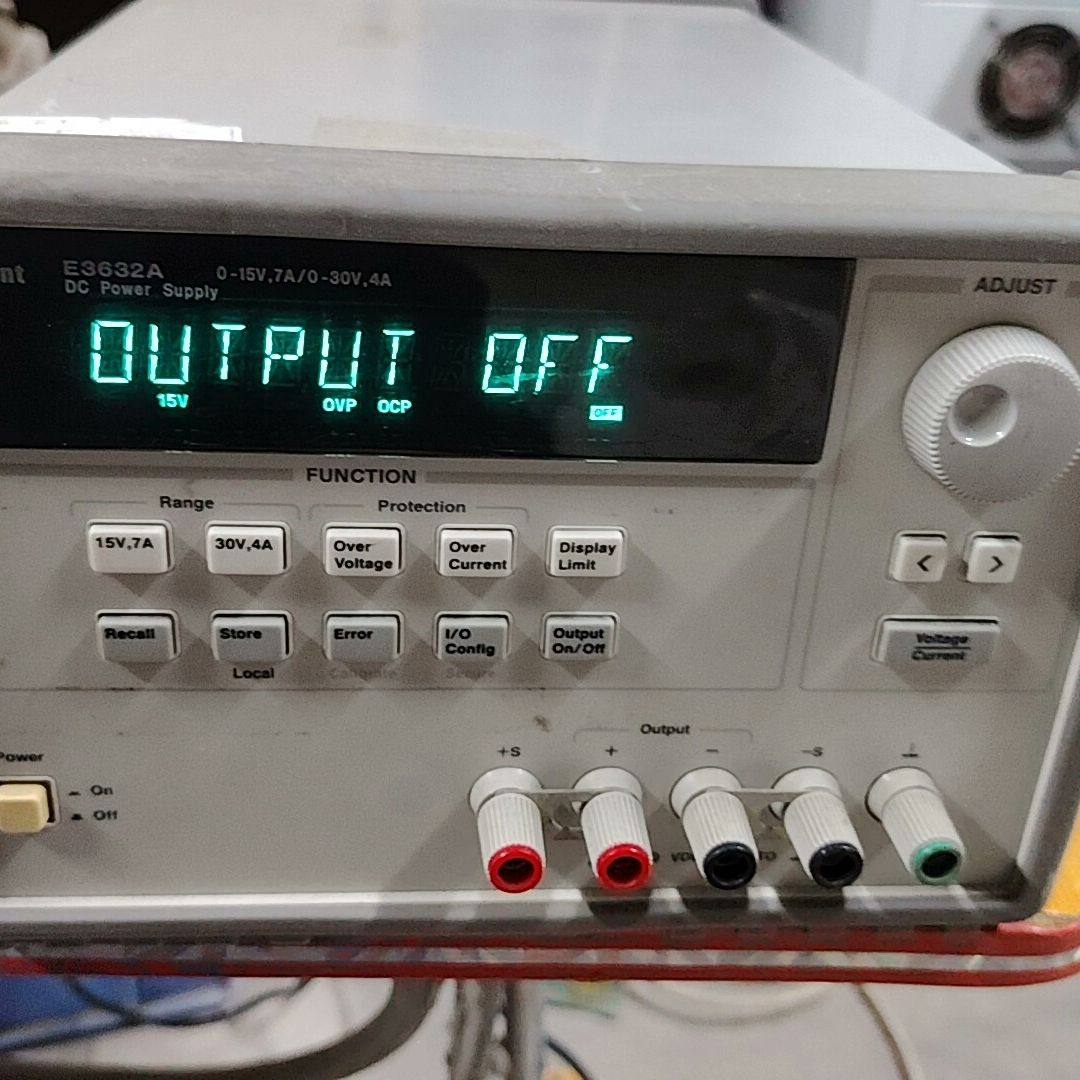 nt E3632A 0-15V,7A/0-30V,4A
DC Power Supply
OUTPUT OFF
15V OVP OCP OFF
ADJUST
FUNCTION
Range Protection
15V,7A 30V,4A Over Voltage Over Current Display Limit
< >
Recall Store Error I/O Config Output On/Off
Voltage
Current
Local Calibrate Secure
Output
+S + - -S
Power
On
Off